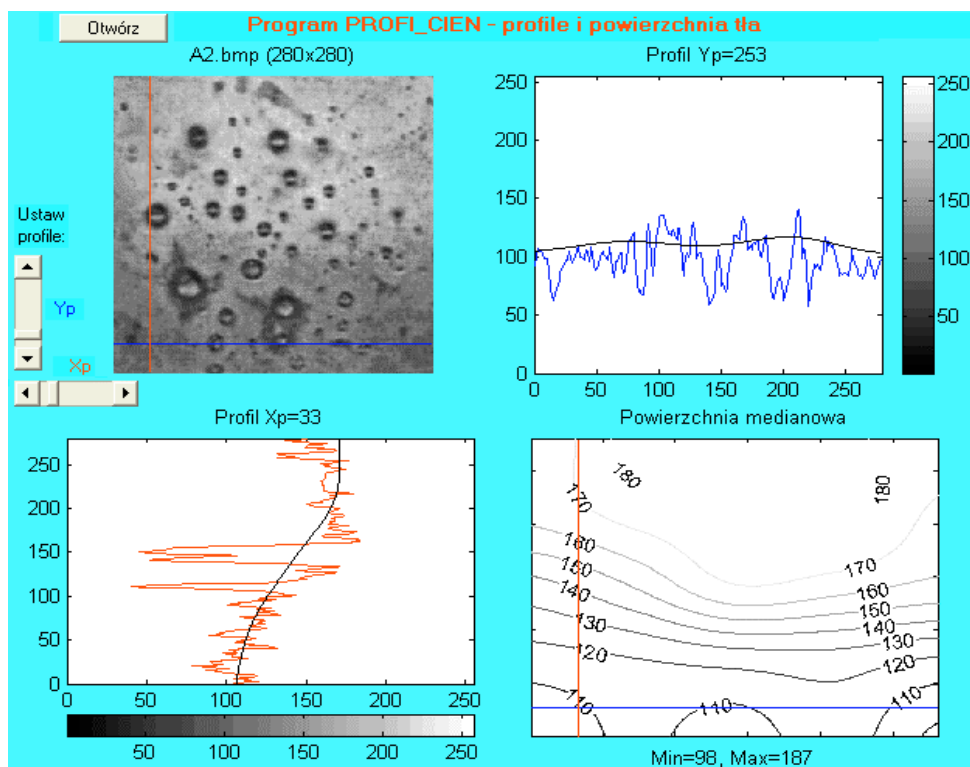 Otwórz
Program PROFI_CIEN - profile i powierzchnia tła
A2.bmp (280x280)
Ustaw
profile:
Yp
Xp
Profil Yp=253
250
200
150
100
50
0
0 50 100 150 200 250
250
200
150
100
50
Profil Xp=33
250
200
150
100
50
0
0 50 100 150 200 250
50 100 150 200 250
Powierzchnia medianowa
180
180
170
170
160
160
150
150
140
140
130
130
120
120
110
110
110
Min=98, Max=187